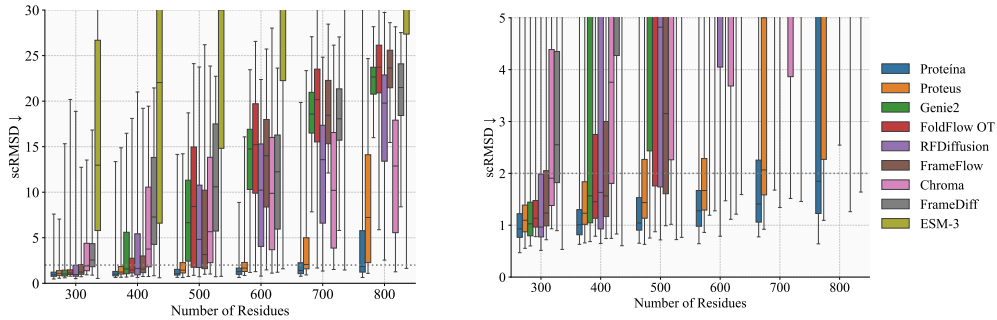 scRMSD ↓
30
25
20
15
10
5
0
300 400 500 600 700 800
Number of Residues
scRMSD ↓
5
4
3
2
1
0
300 400 500 600 700 800
Number of Residues
Proteína
Proteus
Genie2
FoldFlow OT
RFDiffusion
FrameFlow
Chroma
FrameDiff
ESM-3